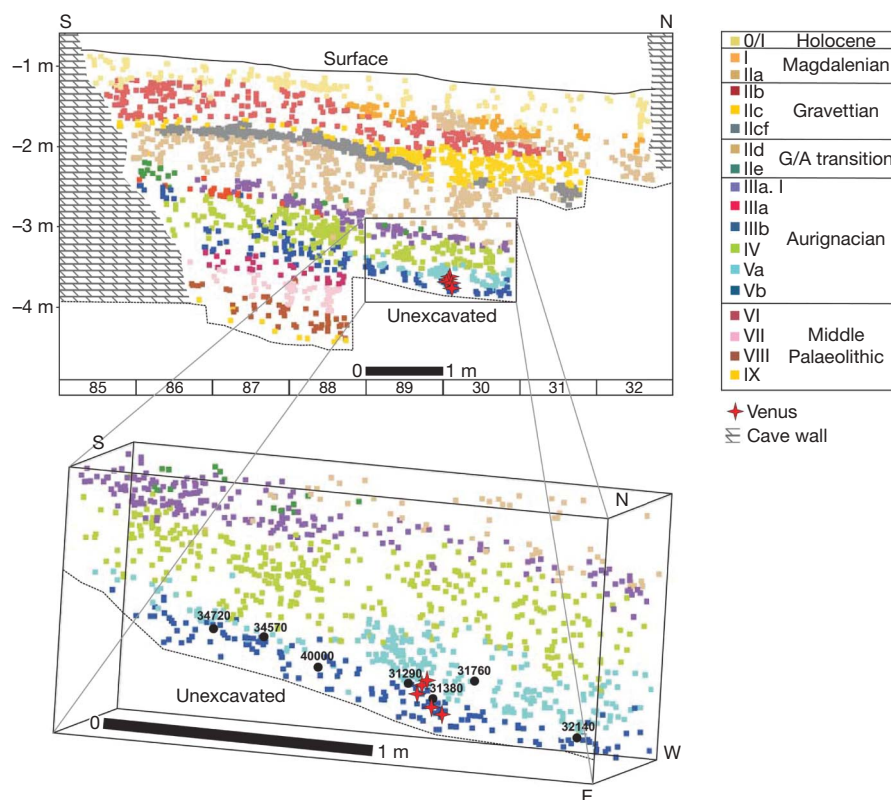 S
N
Surface
–1 m
–2 m
–3 m
–4 m
Unexcavated
0 1 m
85 86 87 88 89 30 31 32
0/I Holocene
I
IIa
Magdalenian
IIb
IIc
IIcf
Gravettian
IId
IIe
G/A transition
IIIa. I
IIIa
IIIb
IV
Va
Vb
Aurignacian
VI
VII
VIII
IX
Middle
Palaeolithic
Venus
Cave wall
S
N
34720
34570
40000
31290
31380
31760
32140
Unexcavated
0 1 m
W
E